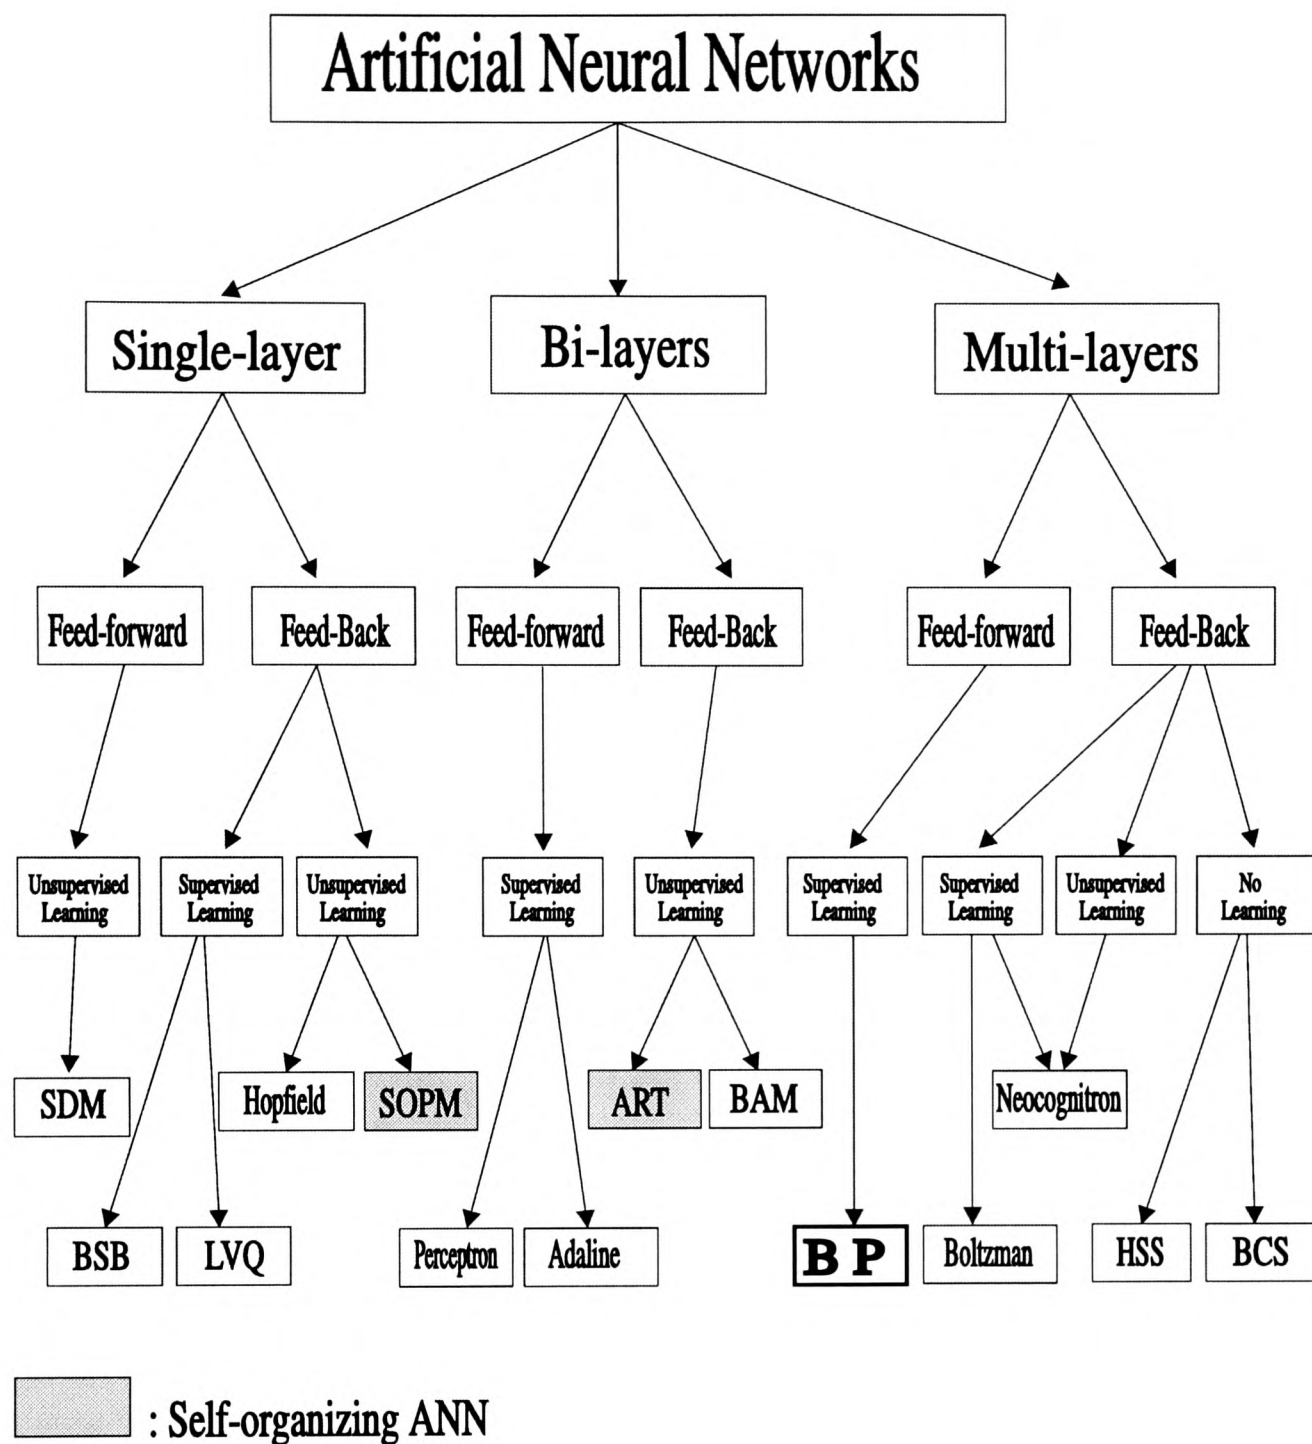 Artificial Neural Networks
Single-layer
Bi-layers
Multi-layers
Feed-forward
Feed-Back
Feed-forward
Feed-Back
Feed-forward
Feed-Back
Unsupervised
Learning
Supervised
Learning
Unsupervised
Learning
Supervised
Learning
Unsupervised
Learning
Supervised
Learning
Supervised
Learning
Unsupervised
Learning
No
Learning
SDM
Hopfield
SOPM
ART
BAM
Neocognitron
BSB
LVQ
Perceptron
Adaline
B P
Boltzman
HSS
BCS
: Self-organizing ANN